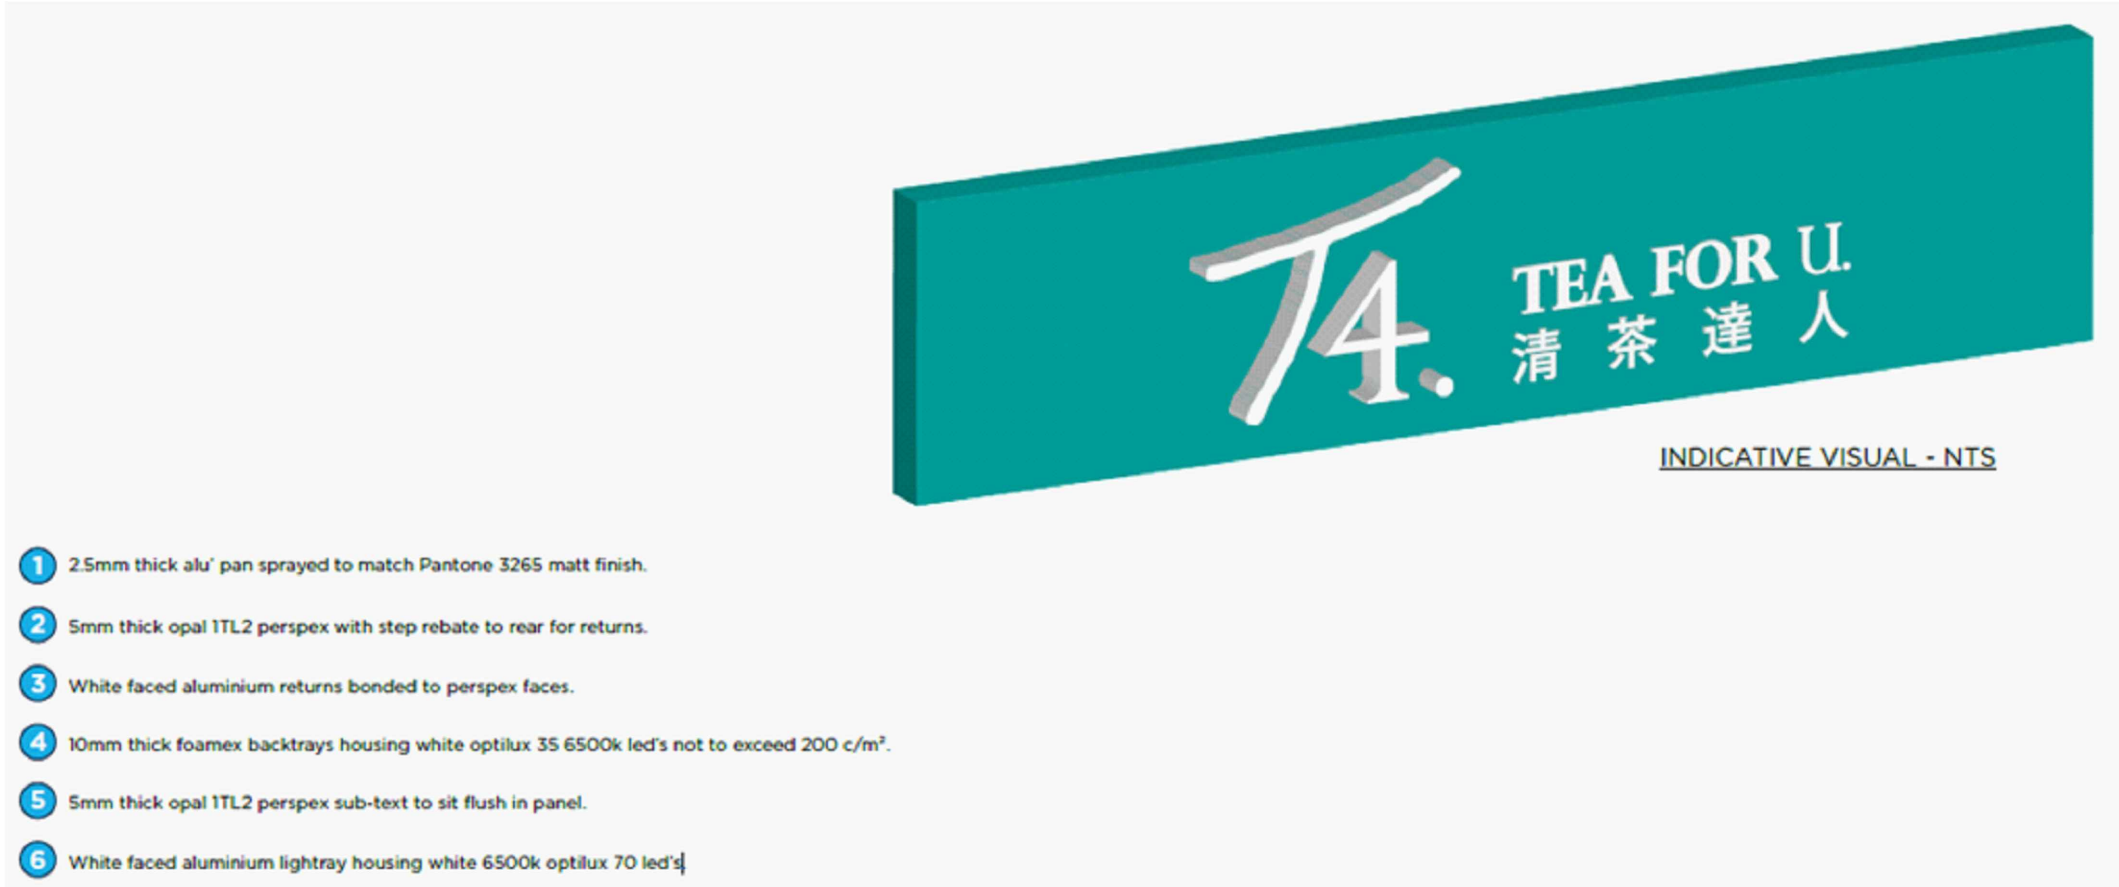 T4.
TEA FOR U.
清茶達人
INDICATIVE VISUAL - NTS
1 2.5mm thick alu' pan sprayed to match Pantone 3265 matt finish.
2 5mm thick opal 1TL2 perspex with step rebate to rear for returns.
3 White faced aluminium returns bonded to perspex faces.
4 10mm thick foamex backtrays housing white optilux 35 6500k led's not to exceed 200 c/m².
5 5mm thick opal 1TL2 perspex sub-text to sit flush in panel.
6 White faced aluminium lightray housing white 6500k optilux 70 led's